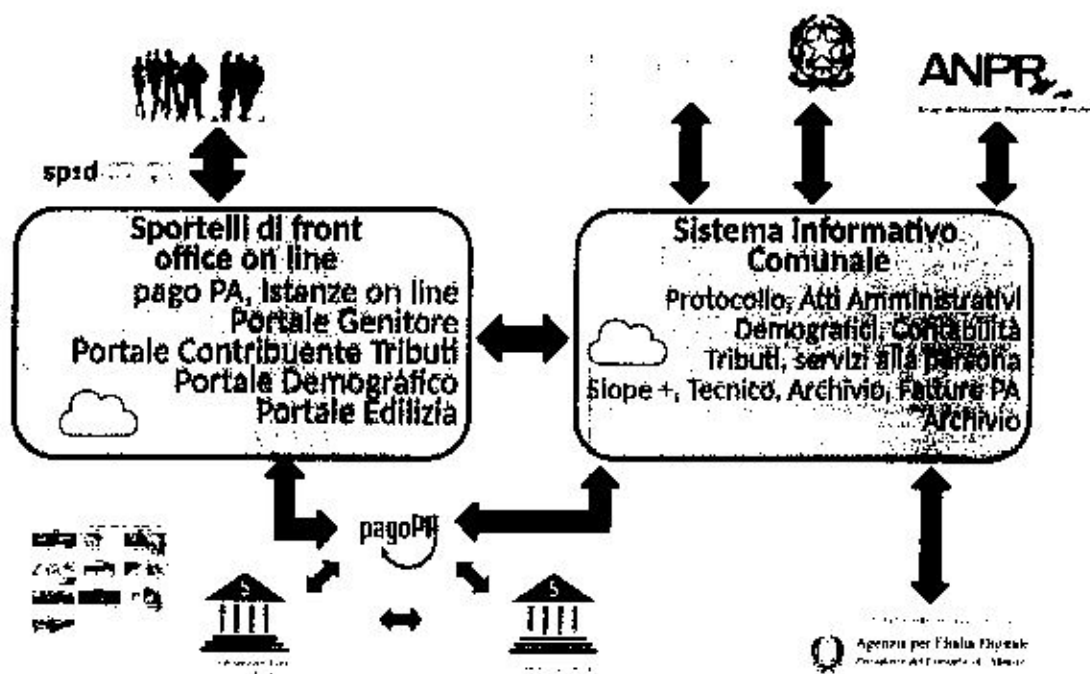 ANPR
spid
Sportelli di front
office on line
pago PA, Istanze on line
Portale Genitore
Portale Contribuente Tributi
Portale Demografico
Portale Edilizia
Sistema informativo
Comunale
Protocollo, Atti Amministrativi
Demografici, Contabilità
Tributi, servizi alla persona
Siope +, Tecnico, Archivio, Fatture PA
Archivio
pagoPA
Agenzia per l'Italia Digitale